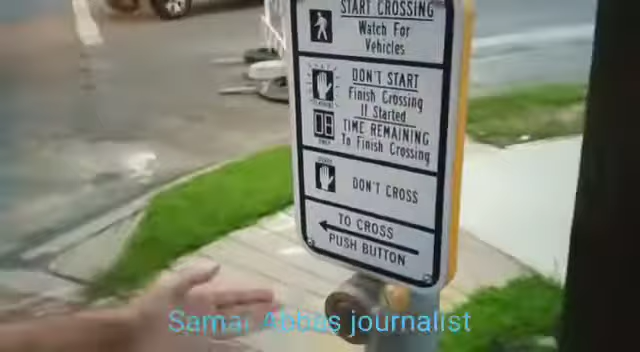 START CROSSING
Watch For
Vehicles
DON'T START
Finish Crossing
If Started
08
TIME REMAINING
To Finish Crossing
DON'T CROSS
TO CROSS
PUSH BUTTON
Samar Abbas journalist